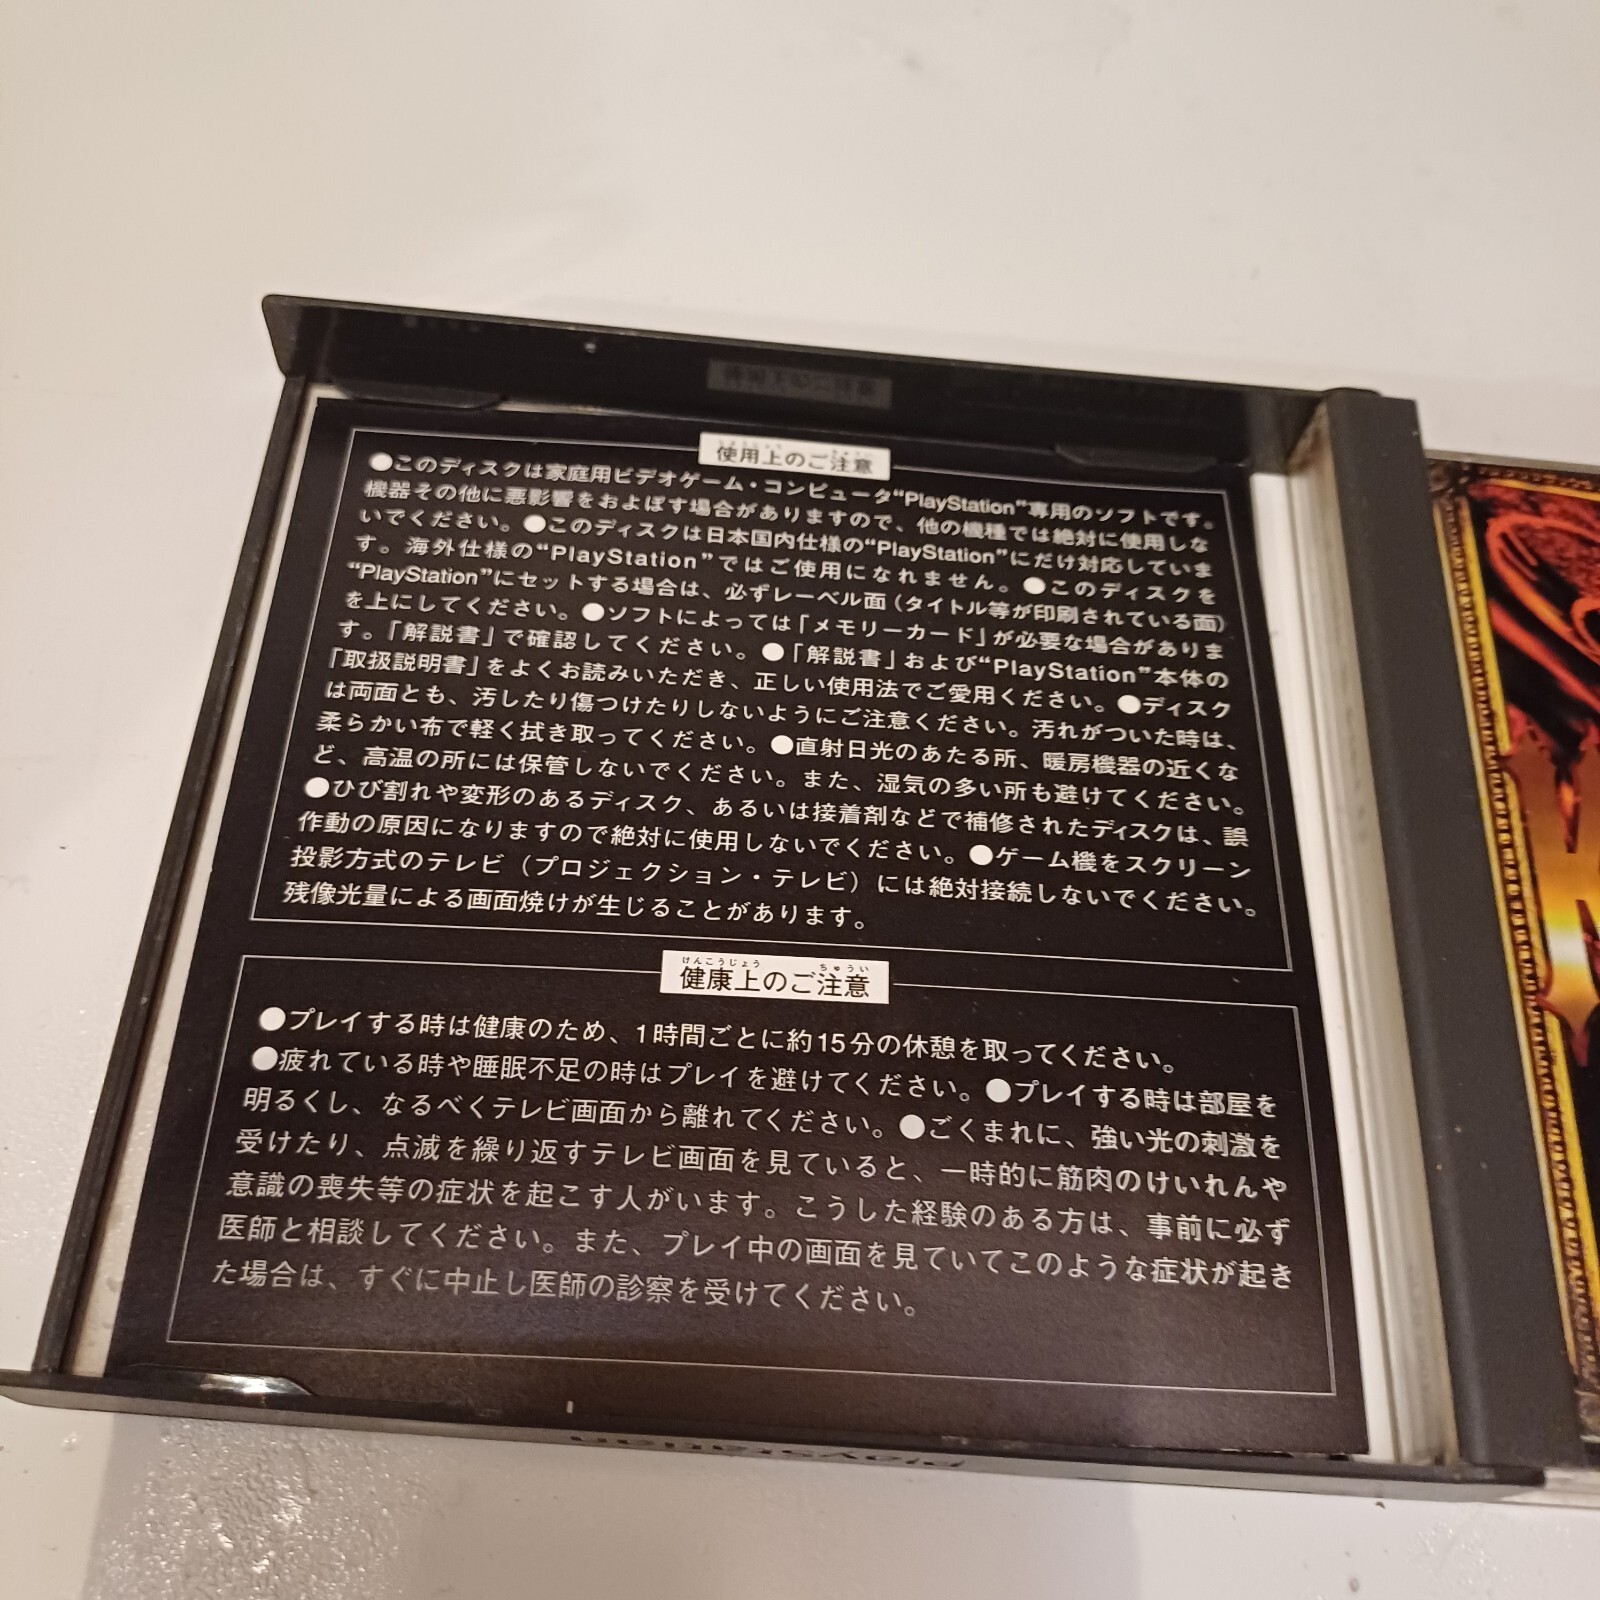 使用上のご注意
●このディスクは家庭用ビデオゲーム・コンピュータ“PlayStation”専用のソフトです。
機器その他に悪影響をおよぼす場合がありますので、他の機種では絶対に使用しな
いでください。●このディスクは日本国内仕様の“PlayStation”にだけ対応していま
す。海外仕様の“PlayStation”ではご使用になれません。●このディスクを
“PlayStation”にセットする場合は、必ずレーベル面（タイトル等が印刷されている面）
を上にしてください。●ソフトによっては「メモリーカード」が必要な場合がありま
す。「解説書」で確認してください。●「解説書」および“PlayStation”本体の
「取扱説明書」をよくお読みいただき、正しい使用法でご愛用ください。●ディスク
は両面とも、汚したり傷つけたりしないようにご注意ください。汚れがついた時は、
柔らかい布で軽く拭き取ってください。●直射日光のあたる所、暖房機器の近くな
ど、高温の所には保管しないでください。また、湿気の多い所も避けてください。
●ひび割れや変形のあるディスク、あるいは接着剤などで補修されたディスクは、誤
作動の原因になりますので絶対に使用しないでください。●ゲーム機をスクリーン
投影方式のテレビ（プロジェクション・テレビ）には絶対接続しないでください。
残像光量による画面焼けが生じることがあります。
けんこうじょう ちゅうい
健康上のご注意
●プレイする時は健康のため、1時間ごとに約15分の休憩を取ってください。
●疲れている時や睡眠不足の時はプレイを避けてください。●プレイする時は部屋を
明るくし、なるべくテレビ画面から離れてください。●ごくまれに、強い光の刺激を
受けたり、点滅を繰り返すテレビ画面を見ていると、一時的に筋肉のけいれんや
意識の喪失等の症状を起こす人がいます。こうした経験のある方は、事前に必ず
医師と相談してください。また、プレイ中の画面を見ていてこのような症状が起き
た場合は、すぐに中止し医師の診察を受けてください。
PlayStation